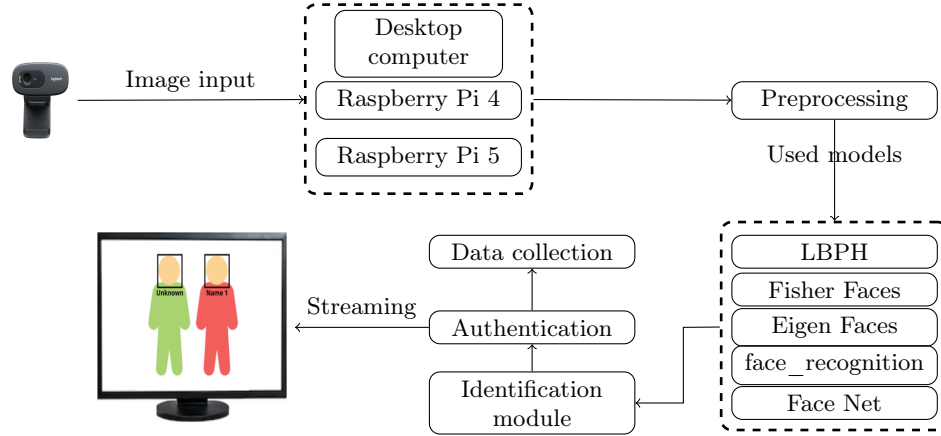 Desktop
computer
Image input
Raspberry Pi 4
Preprocessing
Raspberry Pi 5
Used models
Data collection
LBPH
Fisher Faces
Unknown
Name 1
Streaming
Authentication
Eigen Faces
face_recognition
Identification
module
Face Net